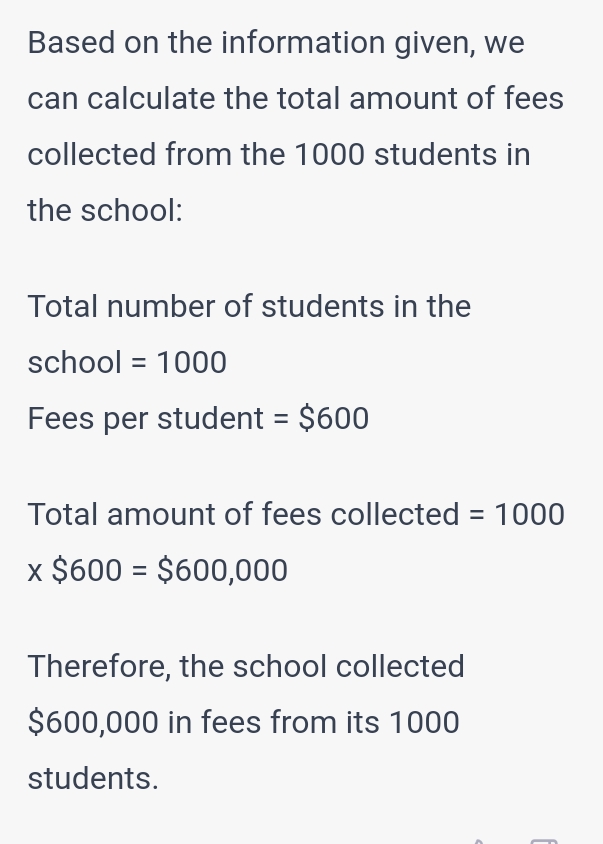 Based on the information given, we
can calculate the total amount of fees
collected from the 1000 students in
the school:
Total number of students in the
school = 1000
Fees per student = $600
Total amount of fees collected = 1000
x $600 = $600,000
Therefore, the school collected
$600,000 in fees from its 1000
students.